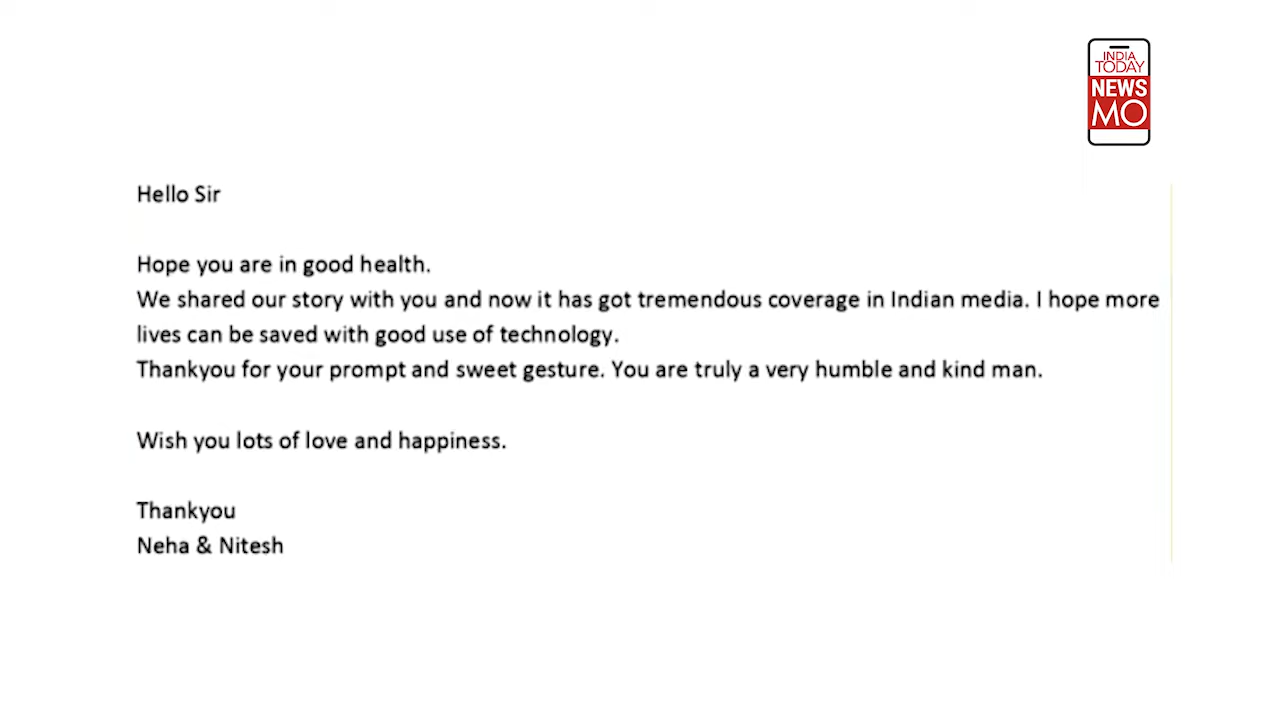 INDIA
TODAY
NEWS
MO
Hello Sir
Hope you are in good health.
We shared our story with you and now it has got tremendous coverage in Indian media. I hope more
lives can be saved with good use of technology.
Thankyou for your prompt and sweet gesture. You are truly a very humble and kind man.
Wish you lots of love and happiness.
Thankyou
Neha & Nitesh